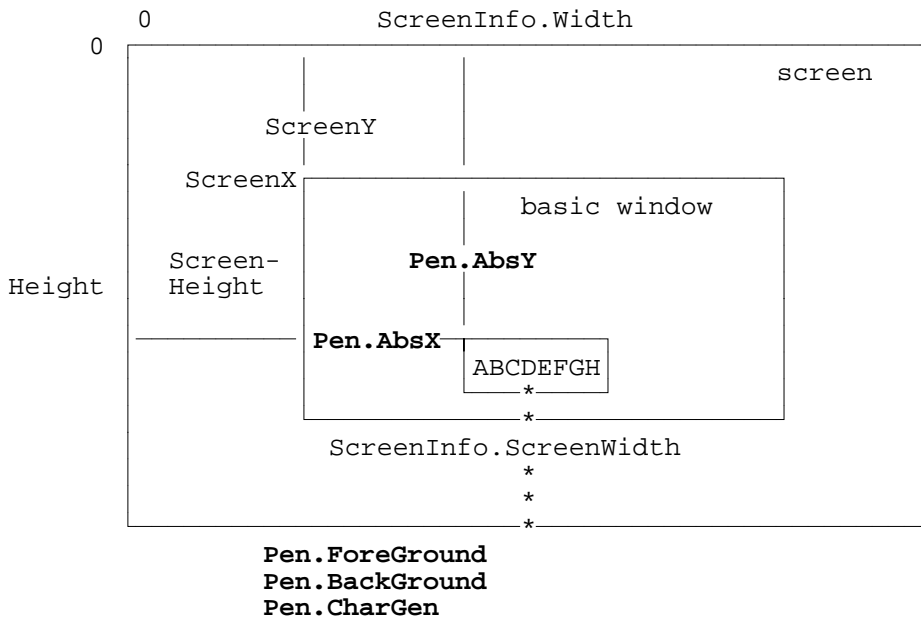 0 ScreenInfo.Width
0
screen
ScreenY
ScreenX
basic window
Screen- Pen.AbsY
Height Height
Pen.AbsX
ABCDEFGH
*
*
ScreenInfo.ScreenWidth
*
*
*
Pen.ForeGround
Pen.BackGround
Pen.CharGen